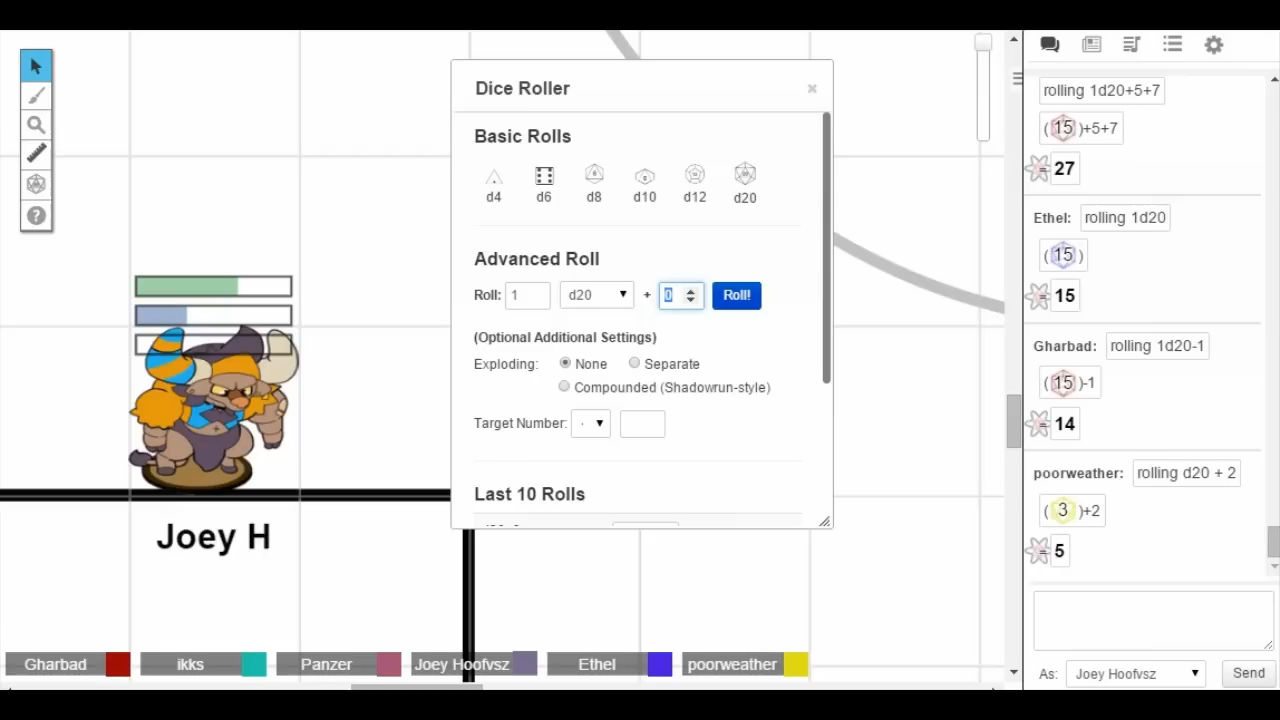 Dice Roller ×
Basic Rolls
d4 d6 d8 d10 d12 d20
Advanced Roll
Roll: 1 d20 + 0 Roll!
(Optional Additional Settings)
Exploding: None Separate
Compounded (Shadowrun-style)
Target Number:
Last 10 Rolls
Joey H
Gharbad ikks Panzer Joey Hoofvsz Ethel poorweather
rolling 1d20+5+7
(15)+5+7
= 27
Ethel: rolling 1d20
(15)
= 15
Gharbad: rolling 1d20-1
(15)-1
= 14
poorweather: rolling d20 + 2
(3)+2
= 5
As: Joey Hoofvsz Send